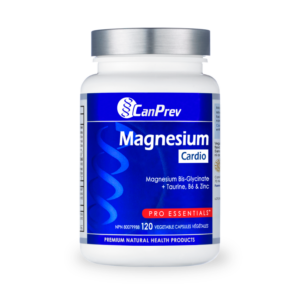 CanPrev
Magnesium
Cardio
Magnesium Bis-Glycinate
+ Taurine, B6 & Zinc
PRO ESSENTIALS
120 VEGETABLE CAPSULES VÉGÉTALES
PREMIUM NATURAL HEALTH PRODUCTS